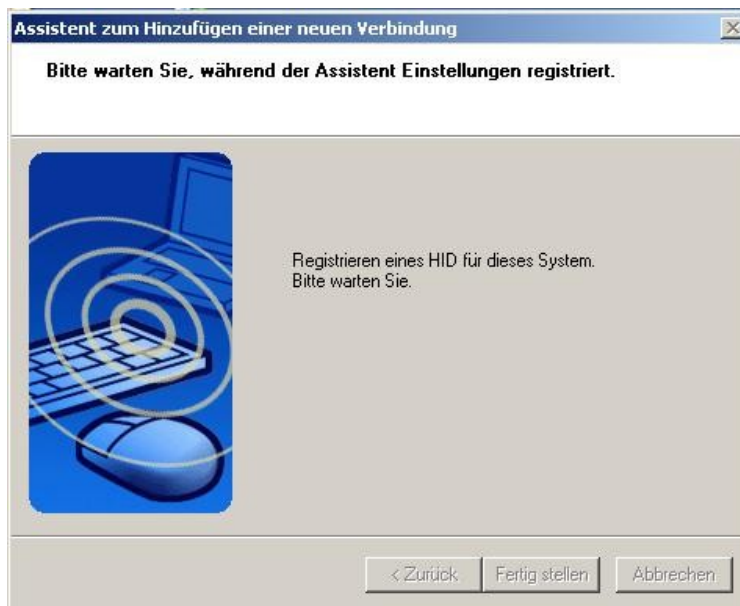 Assistent zum Hinzufügen einer neuen Verbindung
Bitte warten Sie, während der Assistent Einstellungen registriert.
Registrieren eines HID für dieses System.
Bitte warten Sie.
< Zurück Fertig stellen Abbrechen